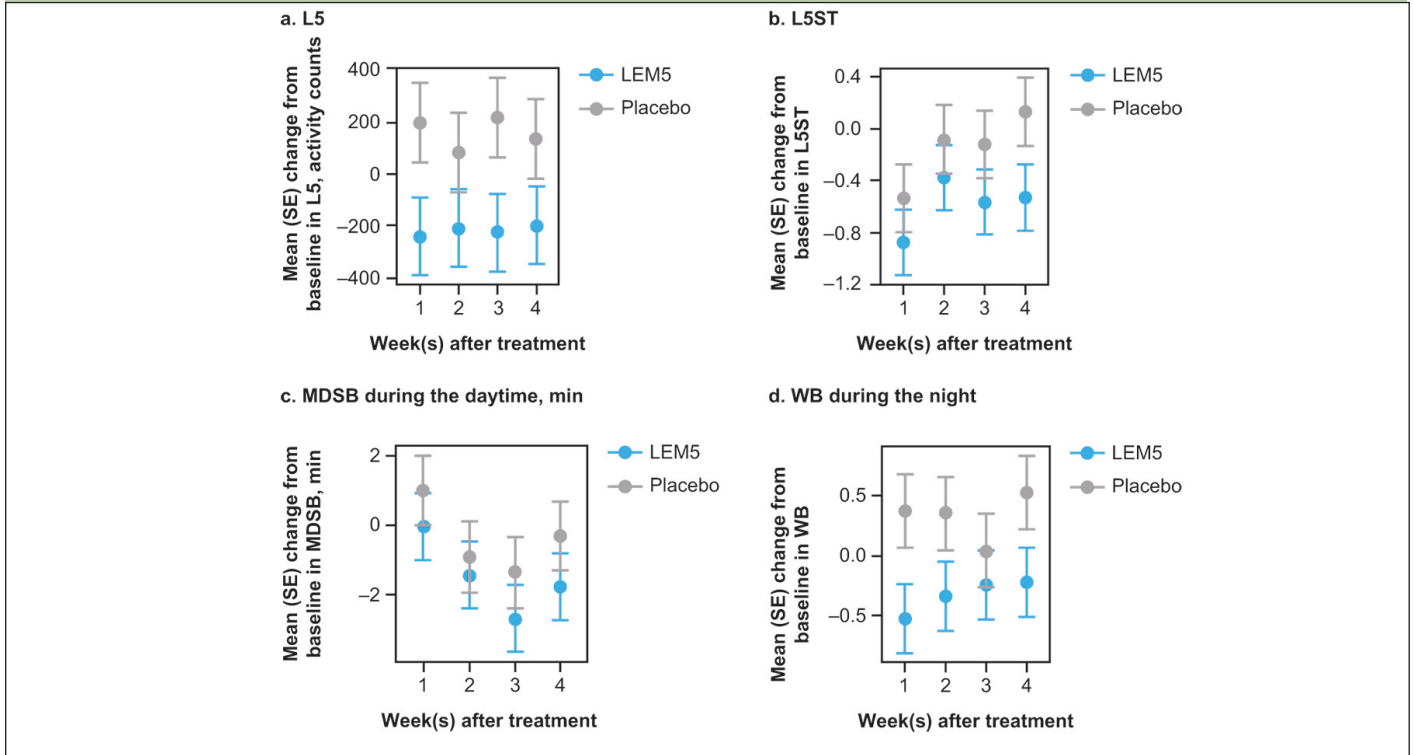 a. L5
Mean (SE) change from
baseline in L5, activity counts
400
200
0
–200
–400
1 2 3 4
Week(s) after treatment
LEM5
Placebo
b. L5ST
Mean (SE) change from
baseline in L5ST
0.4
0.0
–0.4
–0.8
–1.2
1 2 3 4
Week(s) after treatment
LEM5
Placebo
c. MDSB during the daytime, min
Mean (SE) change from
baseline in MDSB, min
2
0
–2
1 2 3 4
Week(s) after treatment
LEM5
Placebo
d. WB during the night
Mean (SE) change from
baseline in WB
0.5
0.0
–0.5
1 2 3 4
Week(s) after treatment
LEM5
Placebo